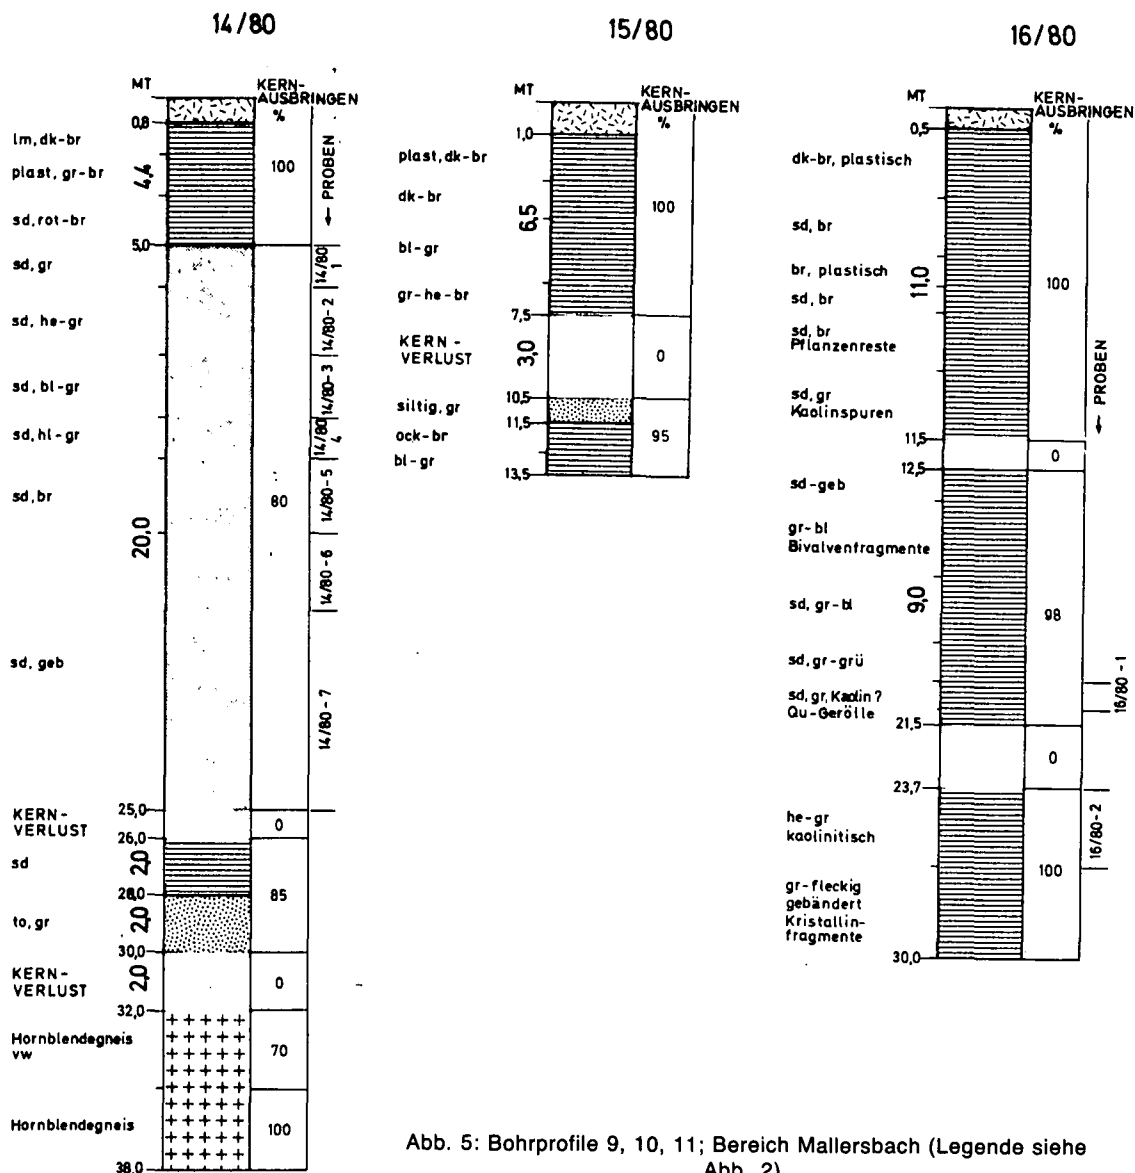 14/80
MT
KERN-
AUSBRINGEN
%
0,8
lm, dk-br
plast, gr-br
4,4
100
← PROBEN
sd, rot-br
5,0
sd, gr
14/80
1
sd, he-gr
14/80-2
sd, bl-gr
14/80-3
sd, hl-gr
14/80
4
sd, br
80
14/80-5
20,0
14/80-6
sd, geb
14/80-7
25,0
KERN-
VERLUST
0
26,0
sd
2,0
28,0
85
to, gr
2,0
30,0
KERN-
VERLUST
2,0
0
32,0
Hornblendegneis
vw
70
Hornblendegneis
100
38,0
15/80
MT
KERN-
AUSBRINGEN
%
1,0
plast, dk-br
dk-br
6,5
100
bl-gr
gr-he-br
7,5
KERN-
VERLUST
3,0
0
10,5
siltig, gr
11,5
95
ock-br
bl-gr
13,5
16/80
MT
KERN-
AUSBRINGEN
%
0,5
dk-br, plastisch
sd, br
br, plastisch
11,0
100
sd, br
sd, br
Pflanzenreste
← PROBEN
sd, gr
Kaolinspuren
11,5
0
12,5
sd-geb
gr-bl
Bivalvenfragmente
9,0
98
sd, gr-bl
sd, gr-grü
sd, gr, Kaolin?
Qu-Gerölle
16/80-1
21,5
0
23,7
he-gr
kaolinitisch
16/80-2
100
gr-fleckig
gebändert
Kristallin-
fragmente
30,0
Abb. 5: Bohrprofile 9, 10, 11; Bereich Mallersbach (Legende siehe
Abb. 2)